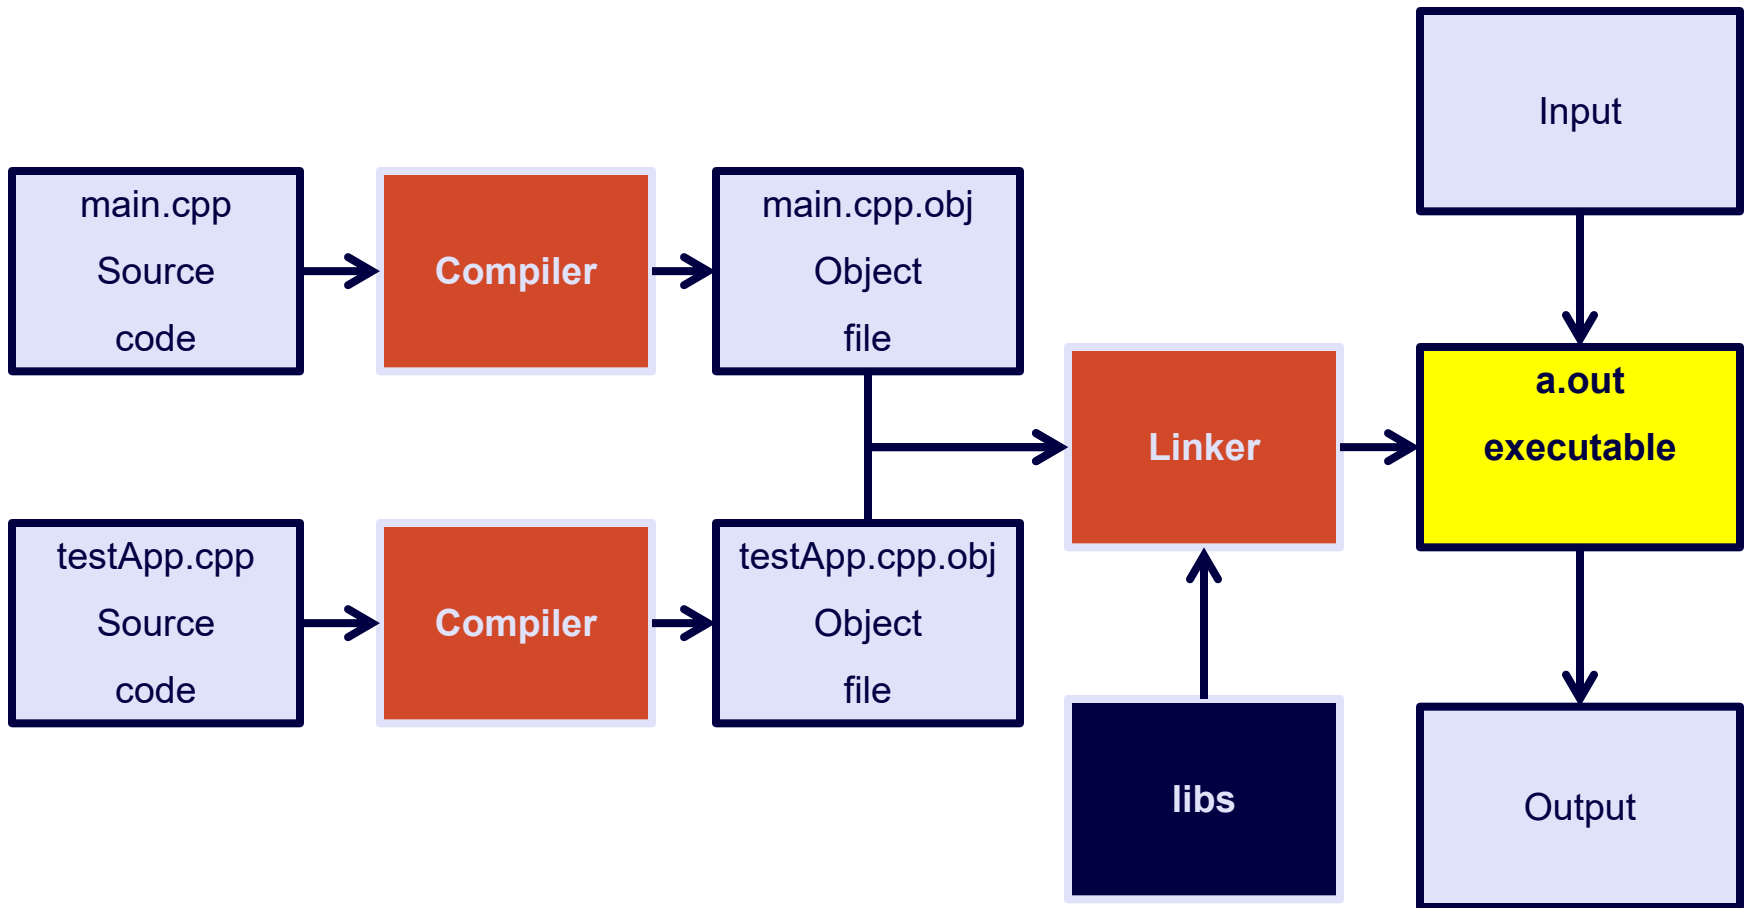 Input
main.cpp
Source
code
Compiler
main.cpp.obj
Object
file
Linker
a.out
executable
testApp.cpp
Source
code
Compiler
testApp.cpp.obj
Object
file
libs
Output